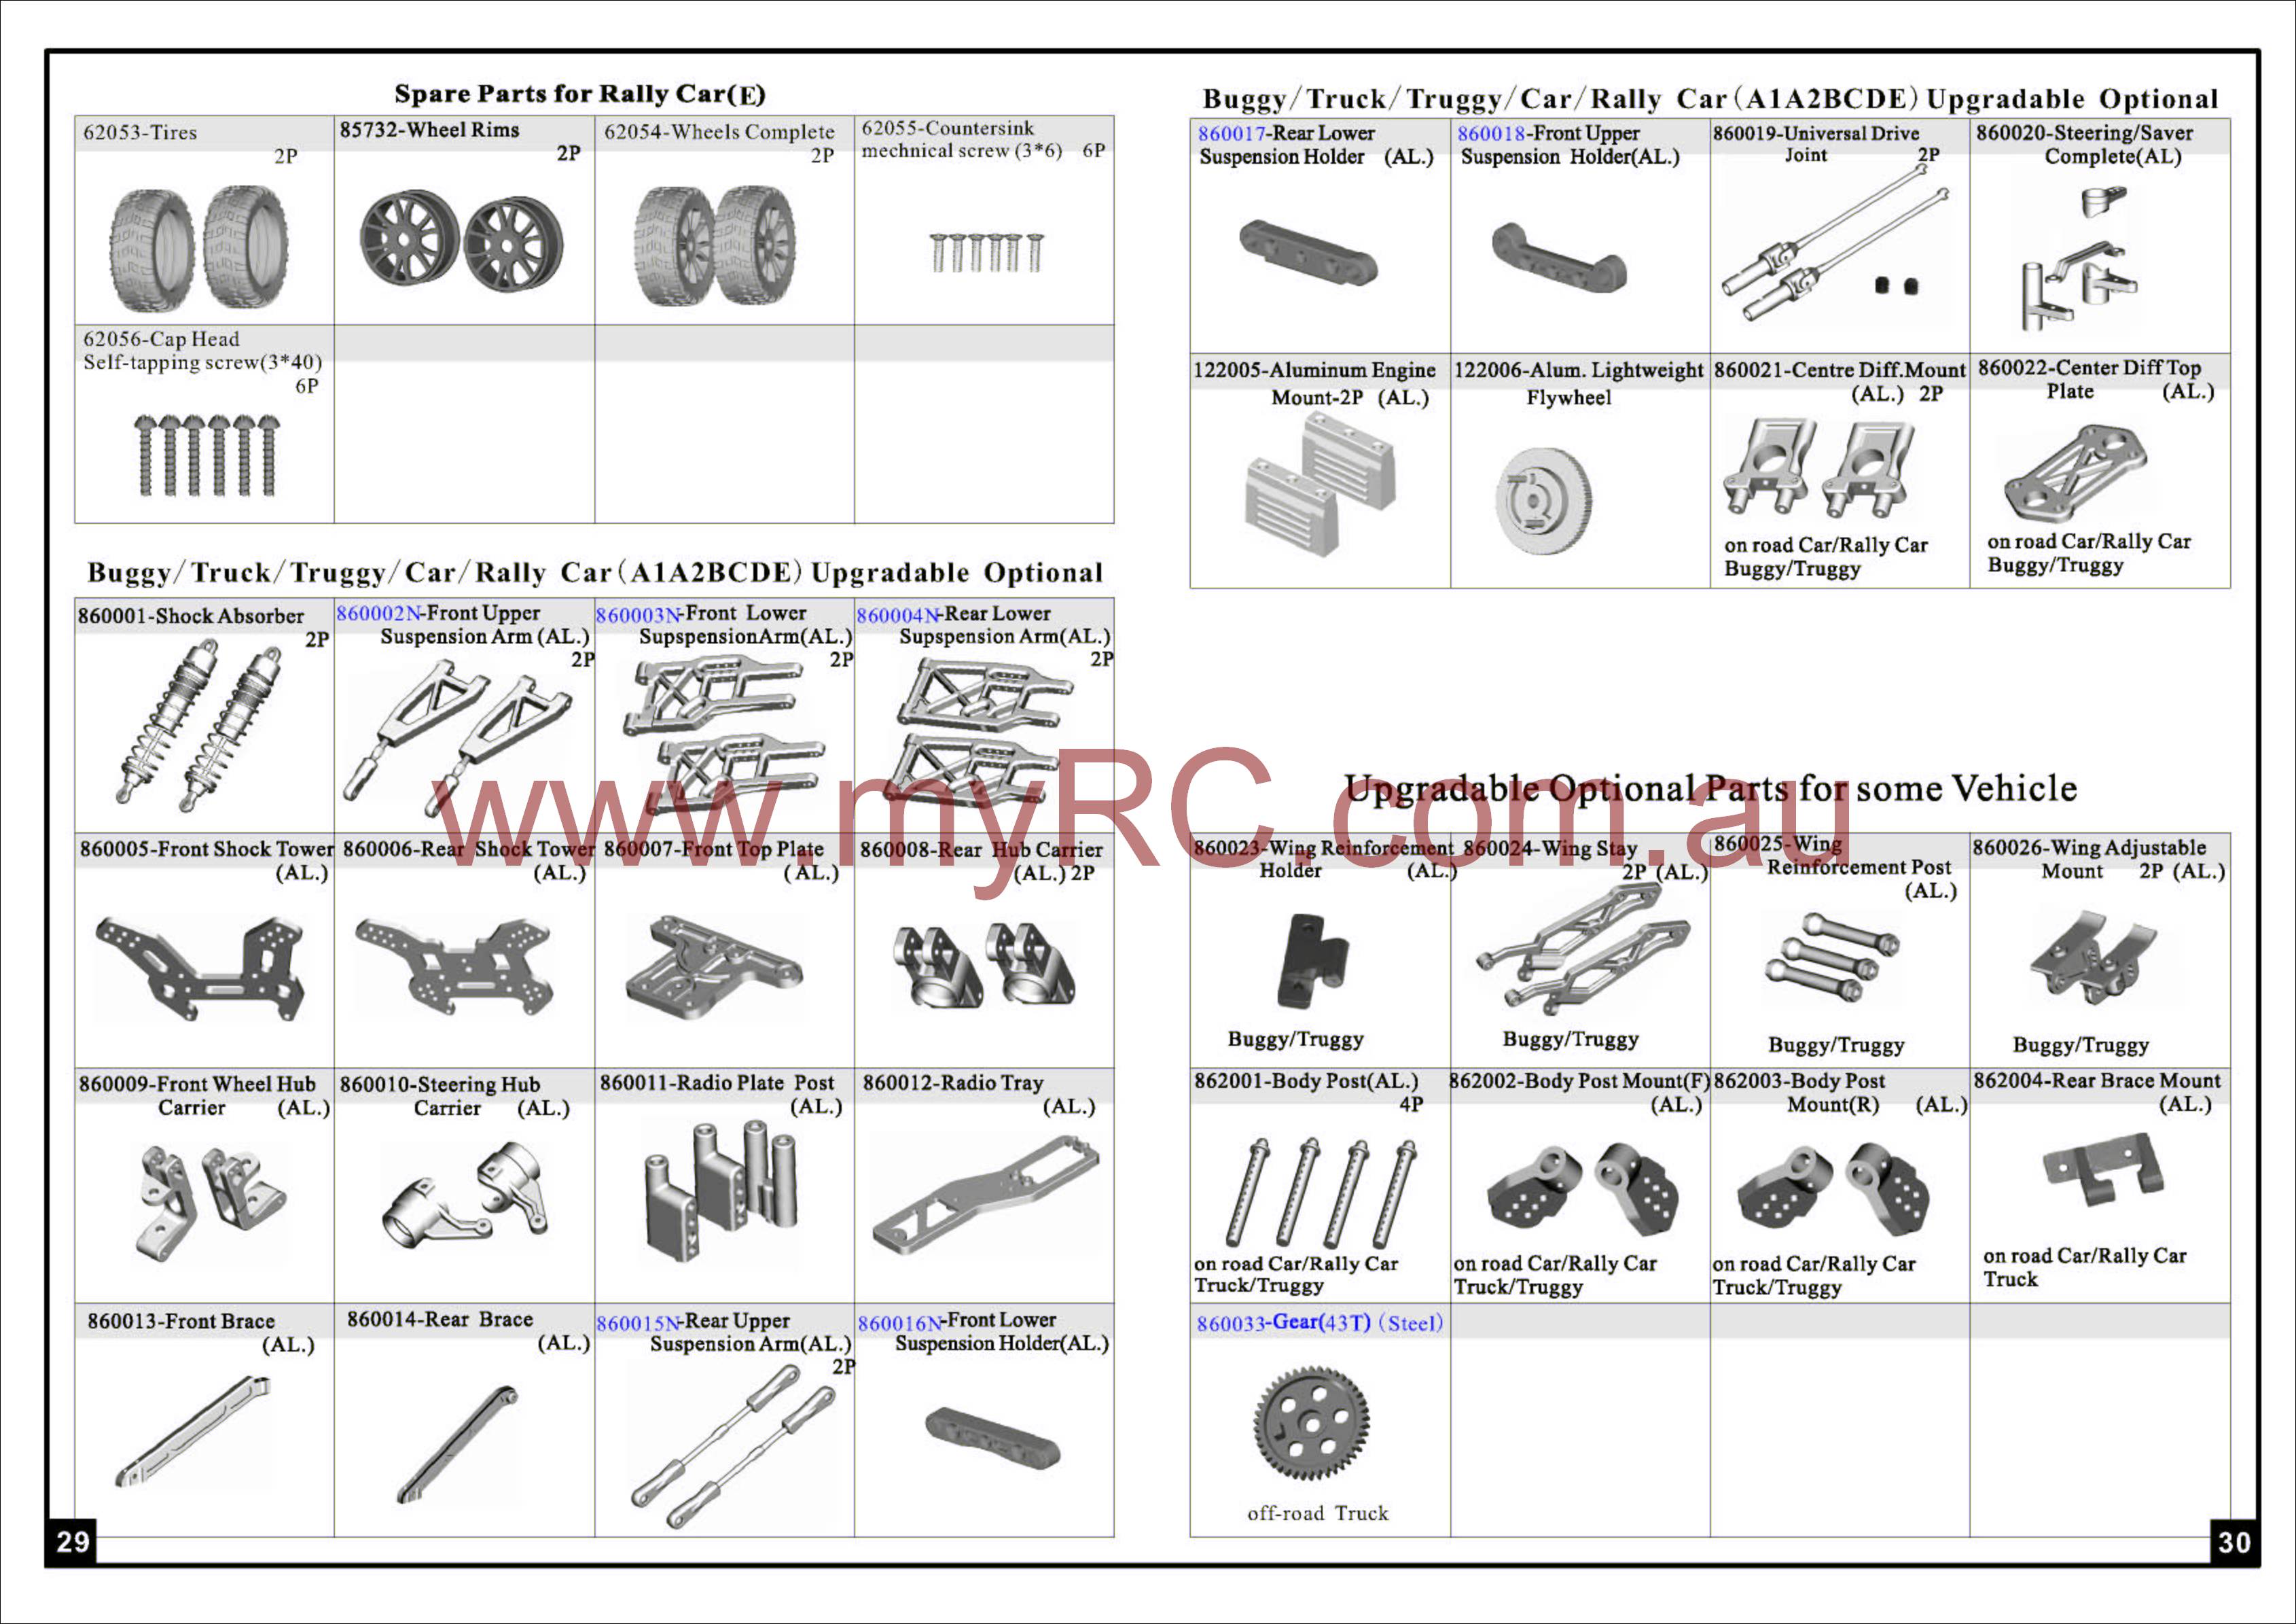 Spare Parts for Rally Car(E)
62053-Tires
2P
85732-Wheel Rims
2P
62054-Wheels Complete
2P
62055-Countersink
mechnical screw (3*6) 6P
62056-Cap Head
Self-tapping screw(3*40)
6P
Buggy/Truck/Truggy/Car/Rally Car(A1A2BCDE)Upgradable Optional
860001-Shock Absorber
2P
860002N-Front Upper
Suspension Arm (AL.)
2P
860003N-Front Lower
SupspensionArm(AL.)
2P
860004N-Rear Lower
Supspension Arm(AL.)
2P
860005-Front Shock Tower
(AL.)
860006-Rear Shock Tower
(AL.)
860007-Front Top Plate
(AL.)
860008-Rear Hub Carrier
(AL.) 2P
860009-Front Wheel Hub
Carrier (AL.)
860010-Steering Hub
Carrier (AL.)
860011-Radio Plate Post
(AL.)
860012-Radio Tray
(AL.)
860013-Front Brace
(AL.)
860014-Rear Brace
(AL.)
860015N-Rear Upper
Suspension Arm(AL.)
2P
860016N-Front Lower
Suspension Holder(AL.)
29
Buggy/Truck/Truggy/Car/Rally Car(A1A2BCDE)Upgradable Optional
860017-Rear Lower
Suspension Holder (AL.)
860018-Front Upper
Suspension Holder(AL.)
860019-Universal Drive
Joint 2P
860020-Steering/Saver
Complete(AL)
122005-Aluminum Engine
Mount-2P (AL.)
122006-Alum. Lightweight
Flywheel
860021-Centre Diff.Mount
(AL.) 2P
on road Car/Rally Car
Buggy/Truggy
860022-Center Diff Top
Plate (AL.)
on road Car/Rally Car
Buggy/Truggy
Upgradable Optional Parts for some Vehicle
www.myRC.com.au
860023-Wing Reinforcement
Holder (AL.)
Buggy/Truggy
860024-Wing Stay
2P (AL.)
Buggy/Truggy
860025-Wing
Reinforcement Post
(AL.)
Buggy/Truggy
860026-Wing Adjustable
Mount 2P (AL.)
Buggy/Truggy
862001-Body Post(AL.)
4P
on road Car/Rally Car
Truck/Truggy
862002-Body Post Mount(F)
(AL.)
on road Car/Rally Car
Truck/Truggy
862003-Body Post
Mount(R) (AL.)
on road Car/Rally Car
Truck/Truggy
862004-Rear Brace Mount
(AL.)
on road Car/Rally Car
Truck
860033-Gear(43T) (Steel)
off-road Truck
30